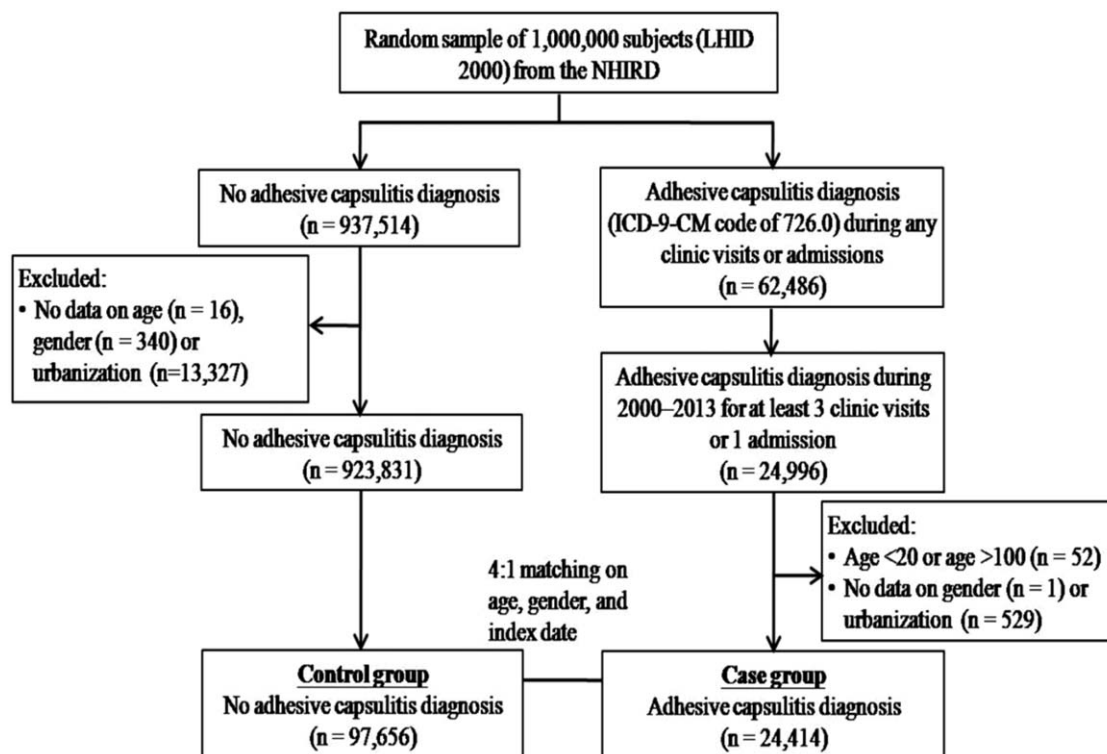 Random sample of 1,000,000 subjects (LHID
2000) from the NHIRD
No adhesive capsulitis diagnosis
(n = 937,514)
Adhesive capsulitis diagnosis
(ICD-9-CM code of 726.0) during any
clinic visits or admissions
(n = 62,486)
Excluded:
• No data on age (n = 16),
gender (n = 340) or
urbanization (n=13,327)
Adhesive capsulitis diagnosis during
2000–2013 for at least 3 clinic visits
or 1 admission
(n = 24,996)
No adhesive capsulitis diagnosis
(n = 923,831)
Excluded:
• Age <20 or age >100 (n = 52)
• No data on gender (n = 1) or
urbanization (n = 529)
4:1 matching on
age, gender, and
index date
Control group
No adhesive capsulitis diagnosis
(n = 97,656)
Case group
Adhesive capsulitis diagnosis
(n = 24,414)